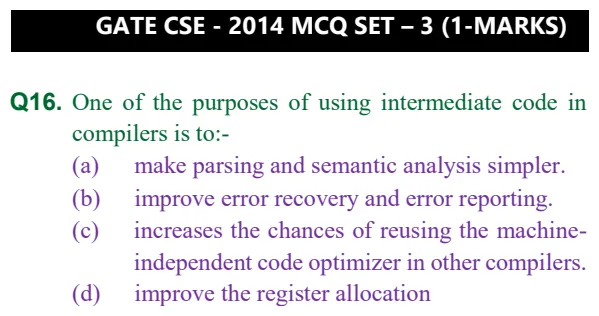 GATE CSE - 2014 MCQ SET – 3 (1-MARKS)
Q16. One of the purposes of using intermediate code in
compilers is to:-
(a) make parsing and semantic analysis simpler.
(b) improve error recovery and error reporting.
(c) increases the chances of reusing the machine-
independent code optimizer in other compilers.
(d) improve the register allocation